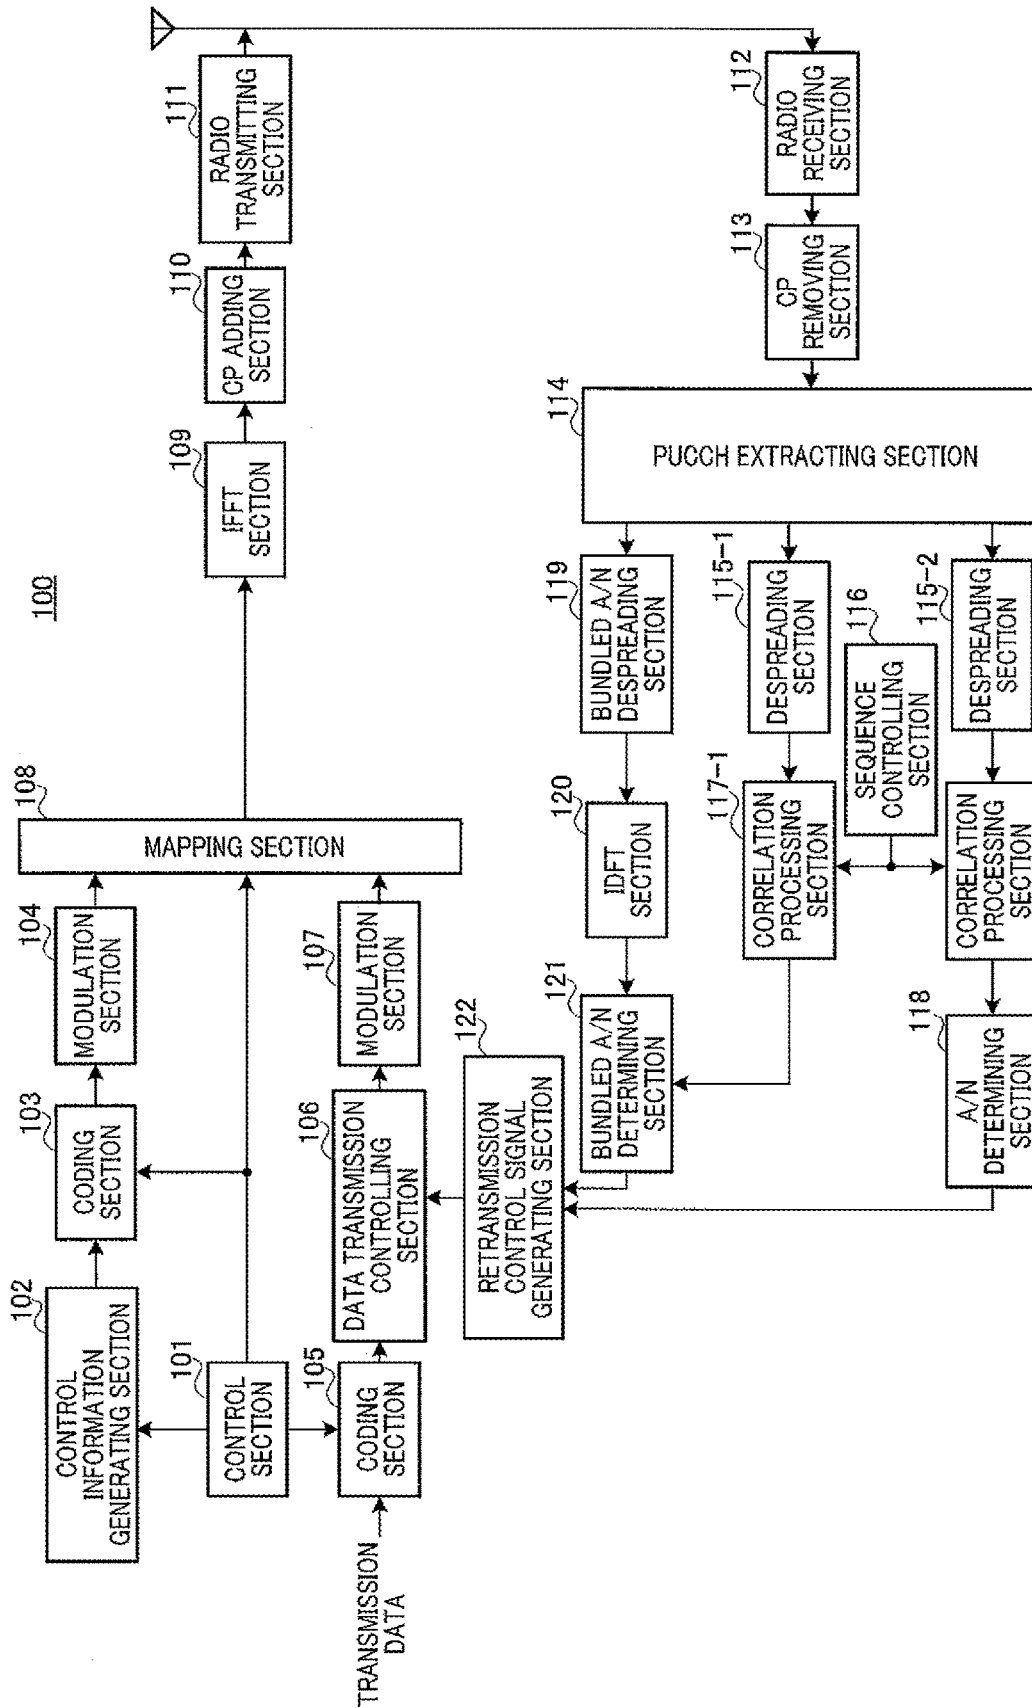 100
102
CONTROL
INFORMATION
GENERATING SECTION
103
CODING
SECTION
104
MODULATION
SECTION
108
MAPPING SECTION
109
IFFT
SECTION
110
CP ADDING
SECTION
111
RADIO
TRANSMITTING
SECTION
101
CONTROL
SECTION
TRANSMISSION
DATA
105
CODING
SECTION
106
DATA TRANSMISSION
CONTROLLING
SECTION
107
MODULATION
SECTION
122
RETRANSMISSION
CONTROL SIGNAL
GENERATING SECTION
121
BUNDLED A/N
DETERMINING
SECTION
120
IDFT
SECTION
119
BUNDLED A/N
DESPREADING
SECTION
114
PUCCH EXTRACTING SECTION
113
CP
REMOVING
SECTION
112
RADIO
RECEIVING
SECTION
117-1
CORRELATION
PROCESSING
SECTION
115-1
DESPREADING
SECTION
116
SEQUENCE
CONTROLLING
SECTION
118
A/N
DETERMINING
SECTION
CORRELATION
PROCESSING
SECTION
115-2
DESPREADING
SECTION